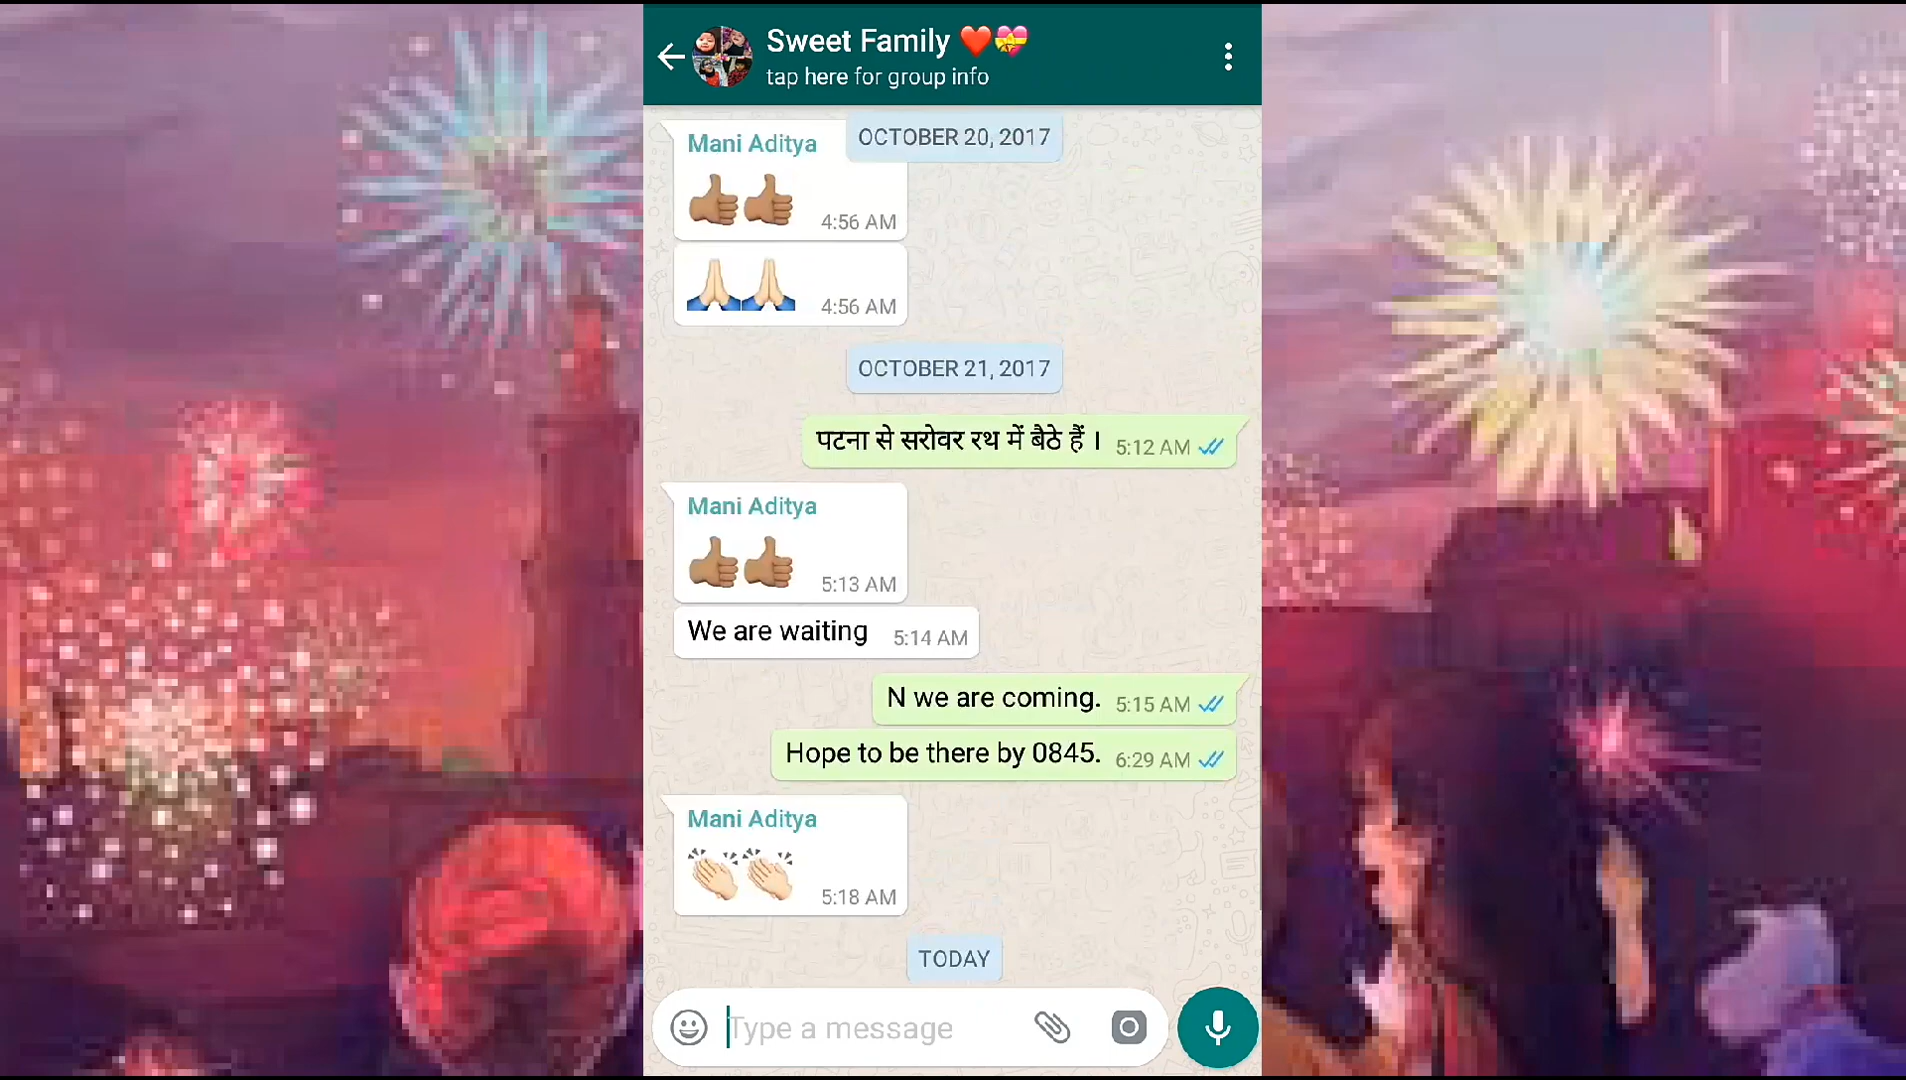 Sweet Family ❤️💝
tap here for group info
OCTOBER 20, 2017
Mani Aditya
👍🏽👍🏽
4:56 AM
🙏🏻🙏🏻
4:56 AM
OCTOBER 21, 2017
पटना से सरोवर रथ में बैठे हैं । 5:12 AM
Mani Aditya
👍🏽👍🏽
5:13 AM
We are waiting 5:14 AM
N we are coming. 5:15 AM
Hope to be there by 0845. 6:29 AM
Mani Aditya
👏🏻👏🏻
5:18 AM
TODAY
Type a message